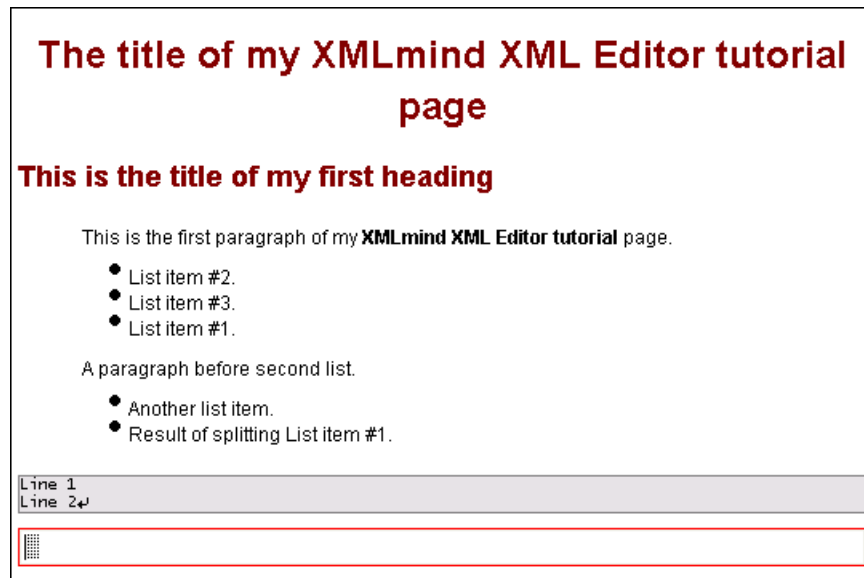 The title of my XMLmind XML Editor tutorial
page
This is the title of my first heading
This is the first paragraph of my XMLmind XML Editor tutorial page.
• List item #2.
• List item #3.
• List item #1.
A paragraph before second list.
• Another list item.
• Result of splitting List item #1.
Line 1
Line 2↵